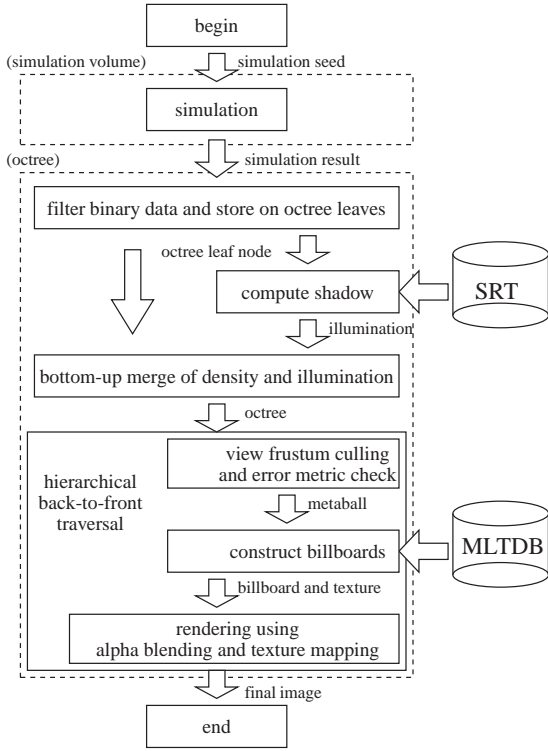 begin
(simulation volume)
simulation seed
simulation
(octree)
simulation result
filter binary data and store on octree leaves
octree leaf node
compute shadow
SRT
illumination
bottom-up merge of density and illumination
octree
hierarchical
back-to-front
traversal
view frustum culling
and error metric check
metaball
construct billboards
MLTDB
billboard and texture
rendering using
alpha blending and texture mapping
final image
end